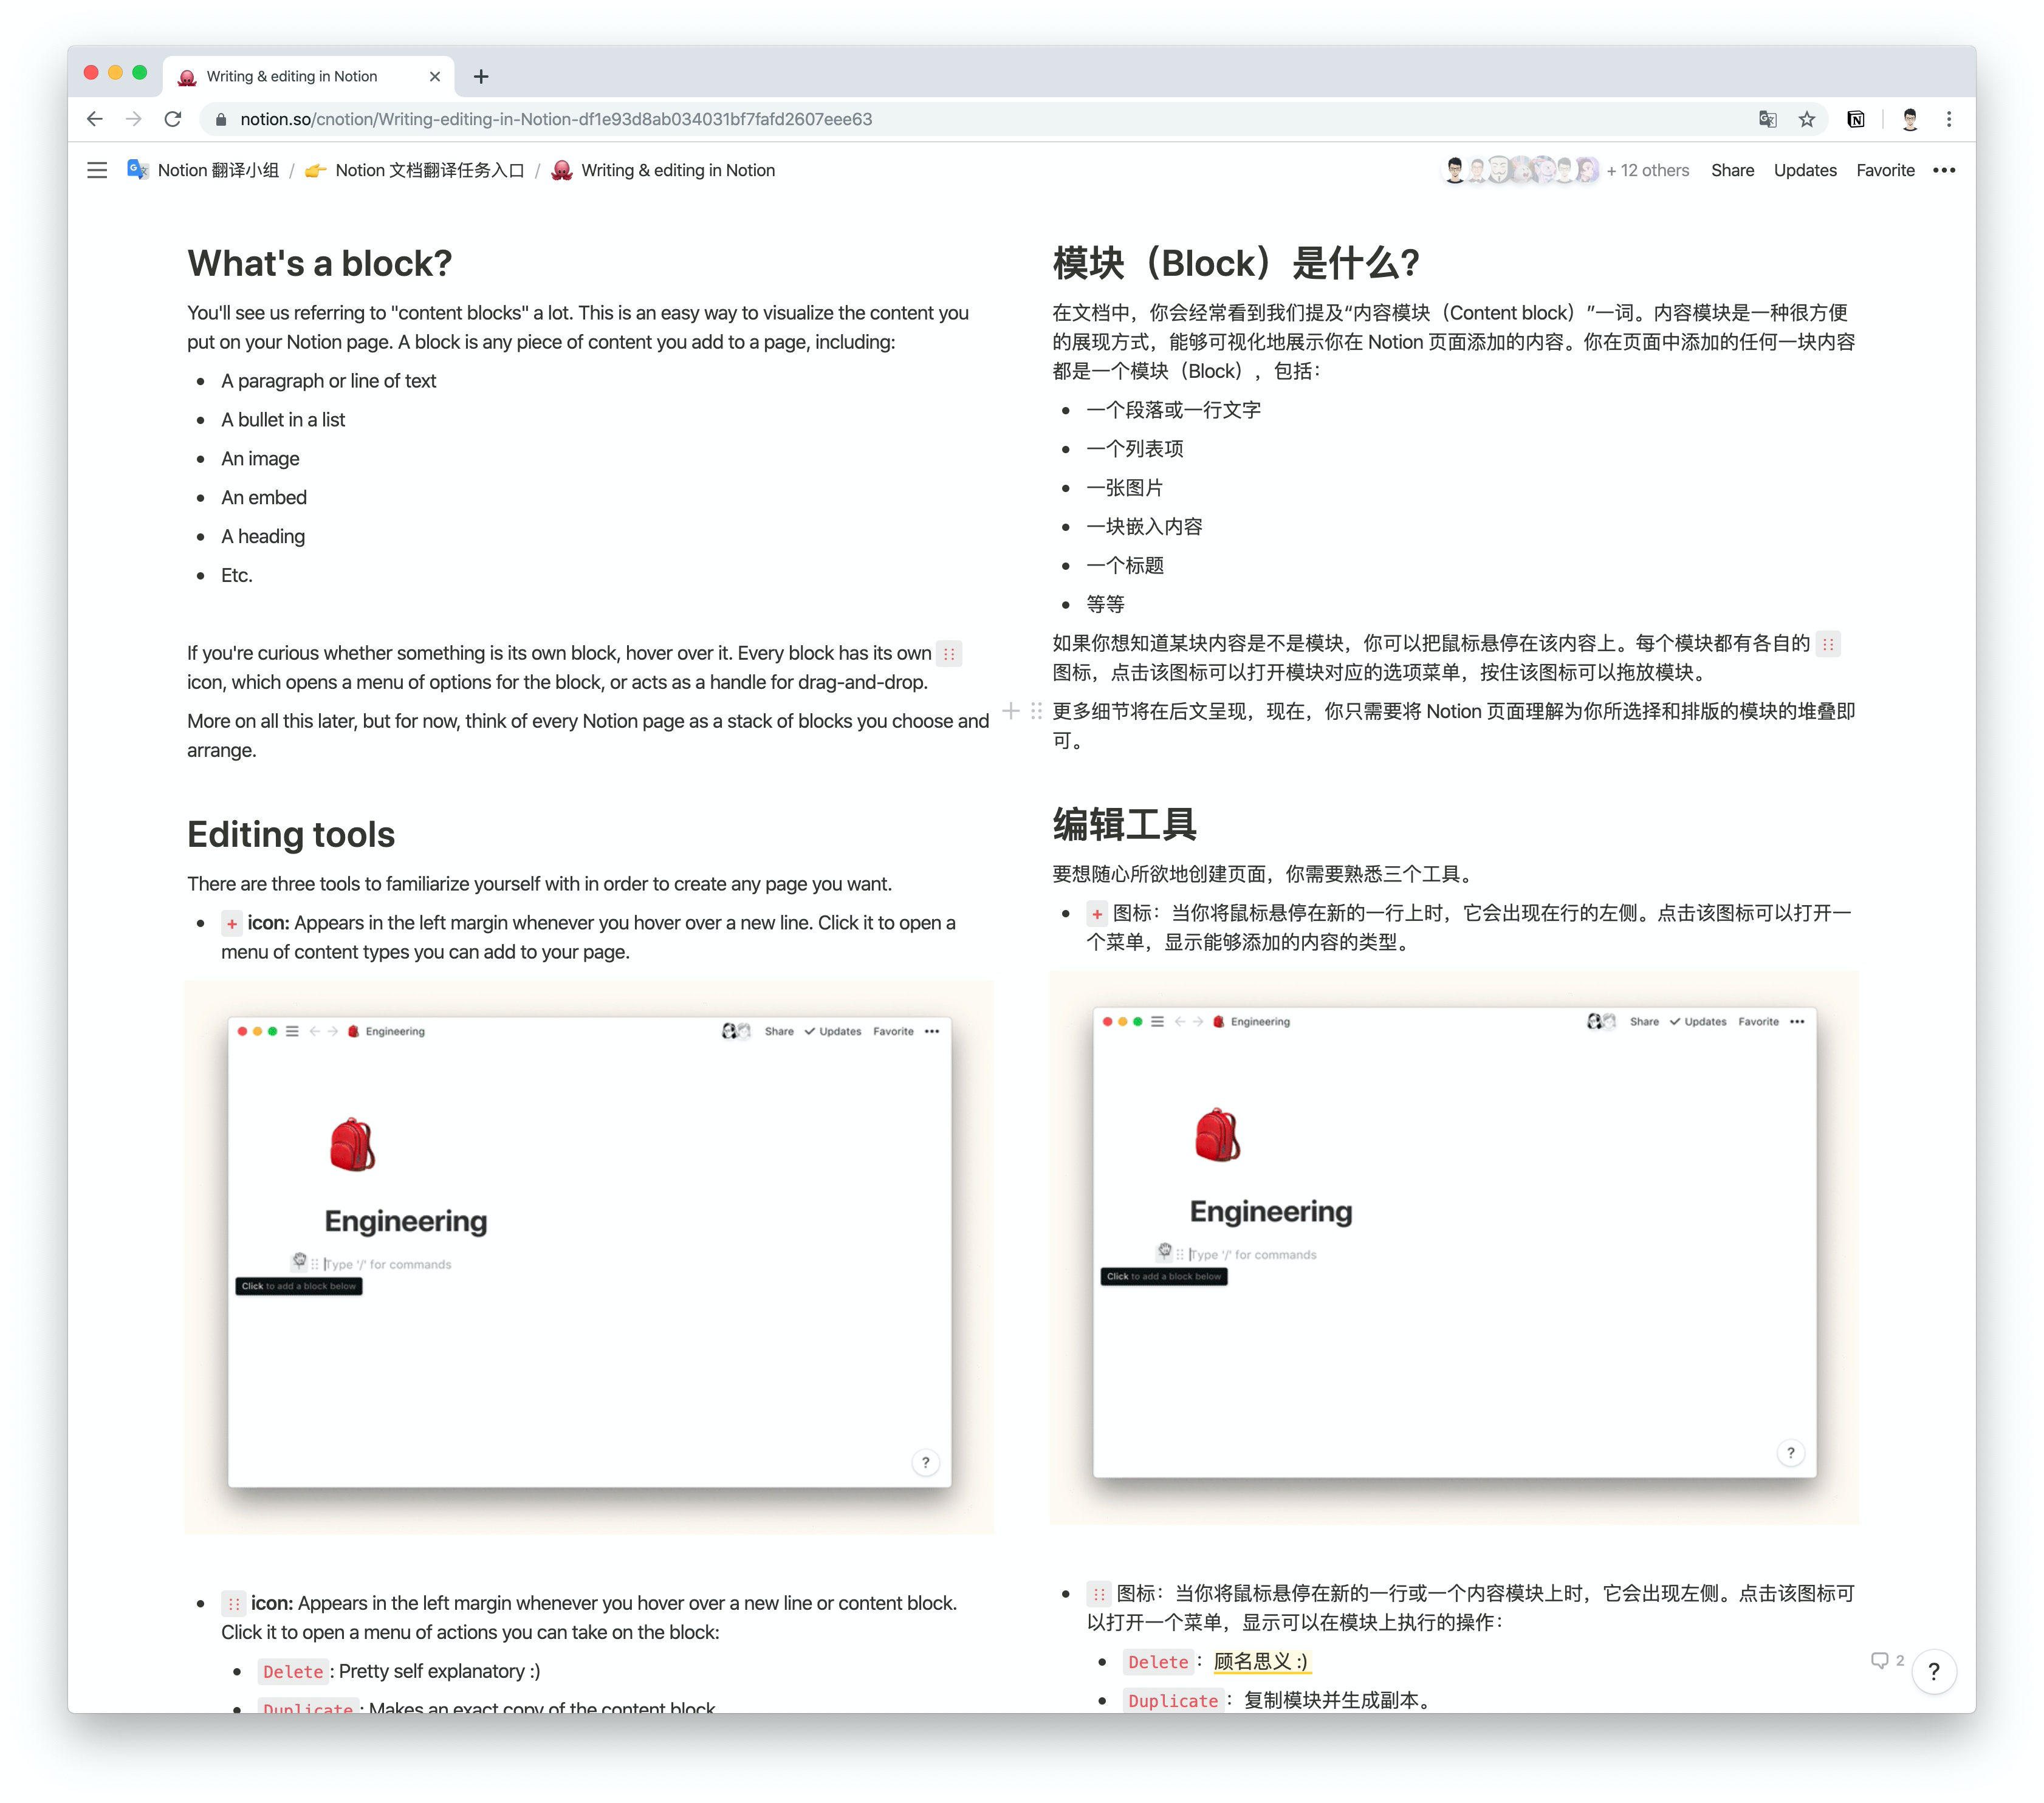 Writing & editing in Notion
notion.so/cnotion/Writing-editing-in-Notion-df1e93d8ab034031bf7fafd2607eee63
Notion 翻译小组 / Notion 文档翻译任务入口 / Writing & editing in Notion
+ 12 others Share Updates Favorite
What's a block?
You'll see us referring to "content blocks" a lot. This is an easy way to visualize the content you
put on your Notion page. A block is any piece of content you add to a page, including:
A paragraph or line of text
A bullet in a list
An image
An embed
A heading
Etc.
If you're curious whether something is its own block, hover over it. Every block has its own ⋮⋮
icon, which opens a menu of options for the block, or acts as a handle for drag-and-drop.
More on all this later, but for now, think of every Notion page as a stack of blocks you choose and
arrange.
Editing tools
There are three tools to familiarize yourself with in order to create any page you want.
+ icon: Appears in the left margin whenever you hover over a new line. Click it to open a
menu of content types you can add to your page.
Engineering Share Updates Favorite
Engineering
Type '/' for commands
Click to add a block below
?
⋮⋮ icon: Appears in the left margin whenever you hover over a new line or content block.
Click it to open a menu of actions you can take on the block:
Delete: Pretty self explanatory :)
Duplicate: Makes an exact copy of the content block
模块（Block）是什么?
在文档中，你会经常看到我们提及“内容模块（Content block）”一词。内容模块是一种很方便
的展现方式，能够可视化地展示你在 Notion 页面添加的内容。你在页面中添加的任何一块内容
都是一个模块（Block），包括：
一个段落或一行文字
一个列表项
一张图片
一块嵌入内容
一个标题
等等
如果你想知道某块内容是不是模块，你可以把鼠标悬停在该内容上。每个模块都有各自的 ⋮⋮
图标，点击该图标可以打开模块对应的选项菜单，按住该图标可以拖放模块。
更多细节将在后文呈现，现在，你只需要将 Notion 页面理解为你所选择和排版的模块的堆叠即
可。
编辑工具
要想随心所欲地创建页面，你需要熟悉三个工具。
+ 图标：当你将鼠标悬停在新的一行上时，它会出现在行的左侧。点击该图标可以打开一
个菜单，显示能够添加的内容的类型。
Engineering Share Updates Favorite
Engineering
Type '/' for commands
Click to add a block below
?
⋮⋮ 图标：当你将鼠标悬停在新的一行或一个内容模块上时，它会出现左侧。点击该图标可
以打开一个菜单，显示可以在模块上执行的操作：
Delete： 顾名思义 :)
Duplicate： 复制模块并生成副本。
2
?